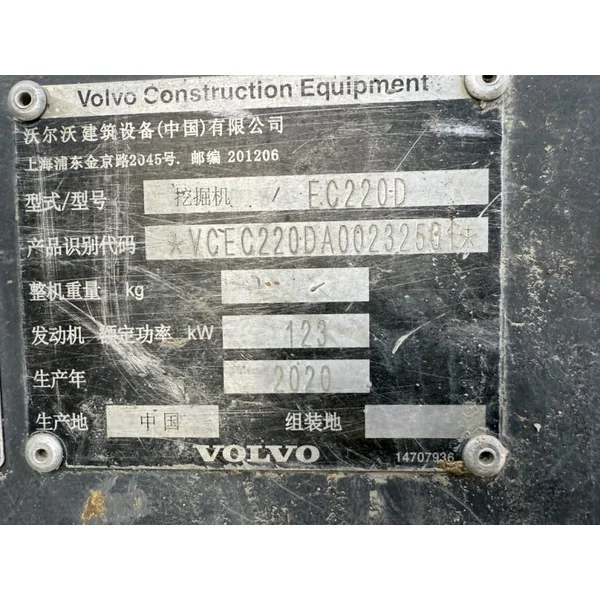 Volvo Construction Equipment
沃尔沃建筑设备(中国)有限公司
上海浦东金京路2045号. 邮编 201206
型式/型号 挖掘机 / EC220D
产品识别代码 *VCEC220DA00232561*
整机重量 kg
发动机 额定功率 kW 123
生产年 2020
生产地 中国 组装地
VOLVO 14707936